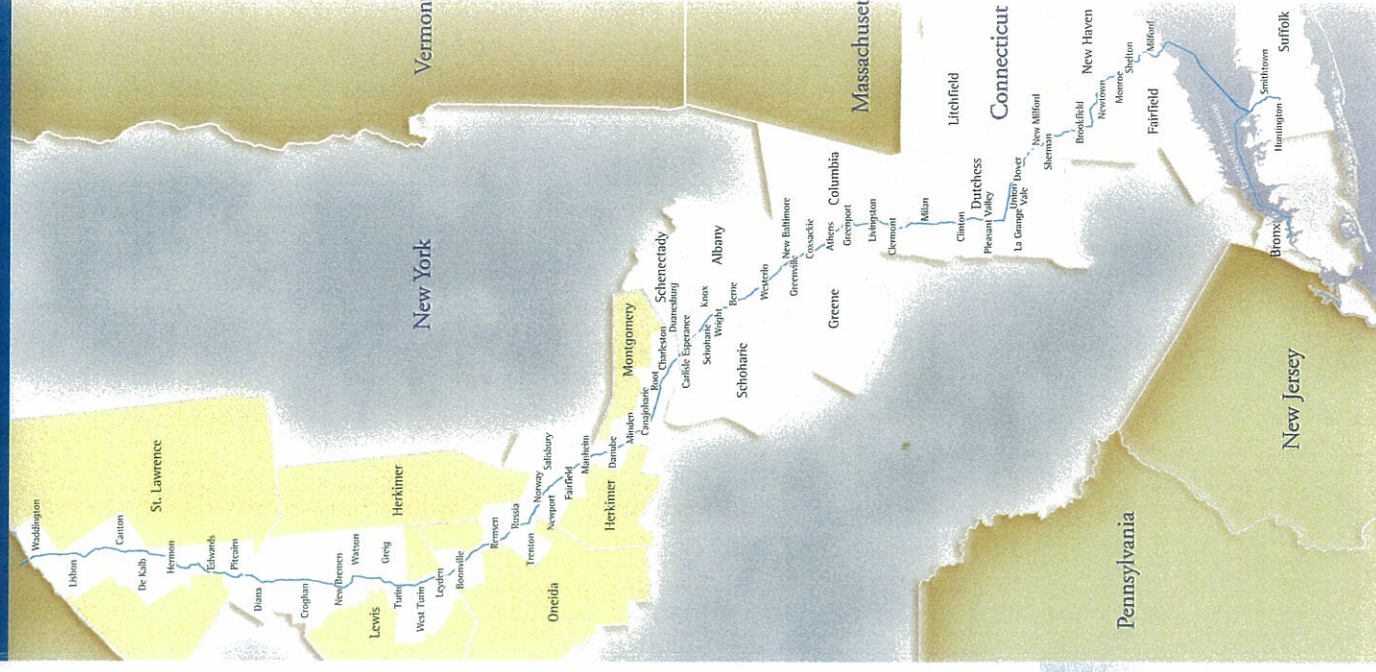 Vermont
Massachuset
Connecticut
New York
New Jersey
Pennsylvania
Waddington
Lisbon
Canton
De Kalb
St. Lawrence
Hermon
Edwards
Pitcairn
Diana
Croghan
New Bremen
Watson
Lewis
Greig
Turin
West Turin
Leyden
Boonville
Herkimer
Remsen
Russia
Trenton
Oneida
Norway
Salisbury
Newport
Fairfield
Manheim
Herkimer
Danube
Minden
Canajoharie
Montgomery
Root
Charleston
Schenectady
Duanesburg
Carlisle
Esperance
Schoharie
Knox
Wright
Albany
Berne
Schoharie
Westerlo
New Baltimore
Greenville
Coxsackie
Athens
Greene
Columbia
Greenport
Livingston
Clermont
Milan
Clinton
Dutchess
Pleasant Valley
La Grange
Union
Vale
Dover
Litchfield
New Milford
Sherman
Brookfield
New Haven
Newtown
Monroe
Shelton
Milford
Fairfield
Bronx
Smithtown
Huntington
Suffolk